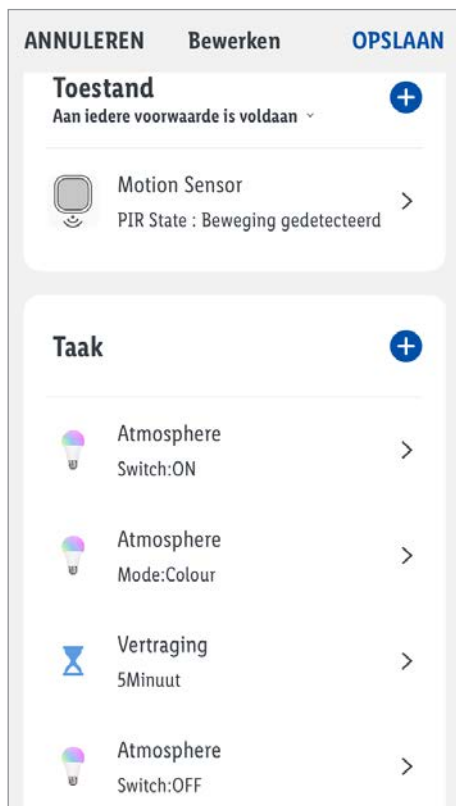 ANNULEREN Bewerken OPSLAAN
Toestand
Aan iedere voorwaarde is voldaan
Motion Sensor
PIR State : Beweging gedetecteerd
Taak
Atmosphere
Switch:ON
Atmosphere
Mode:Colour
Vertraging
5Minuut
Atmosphere
Switch:OFF